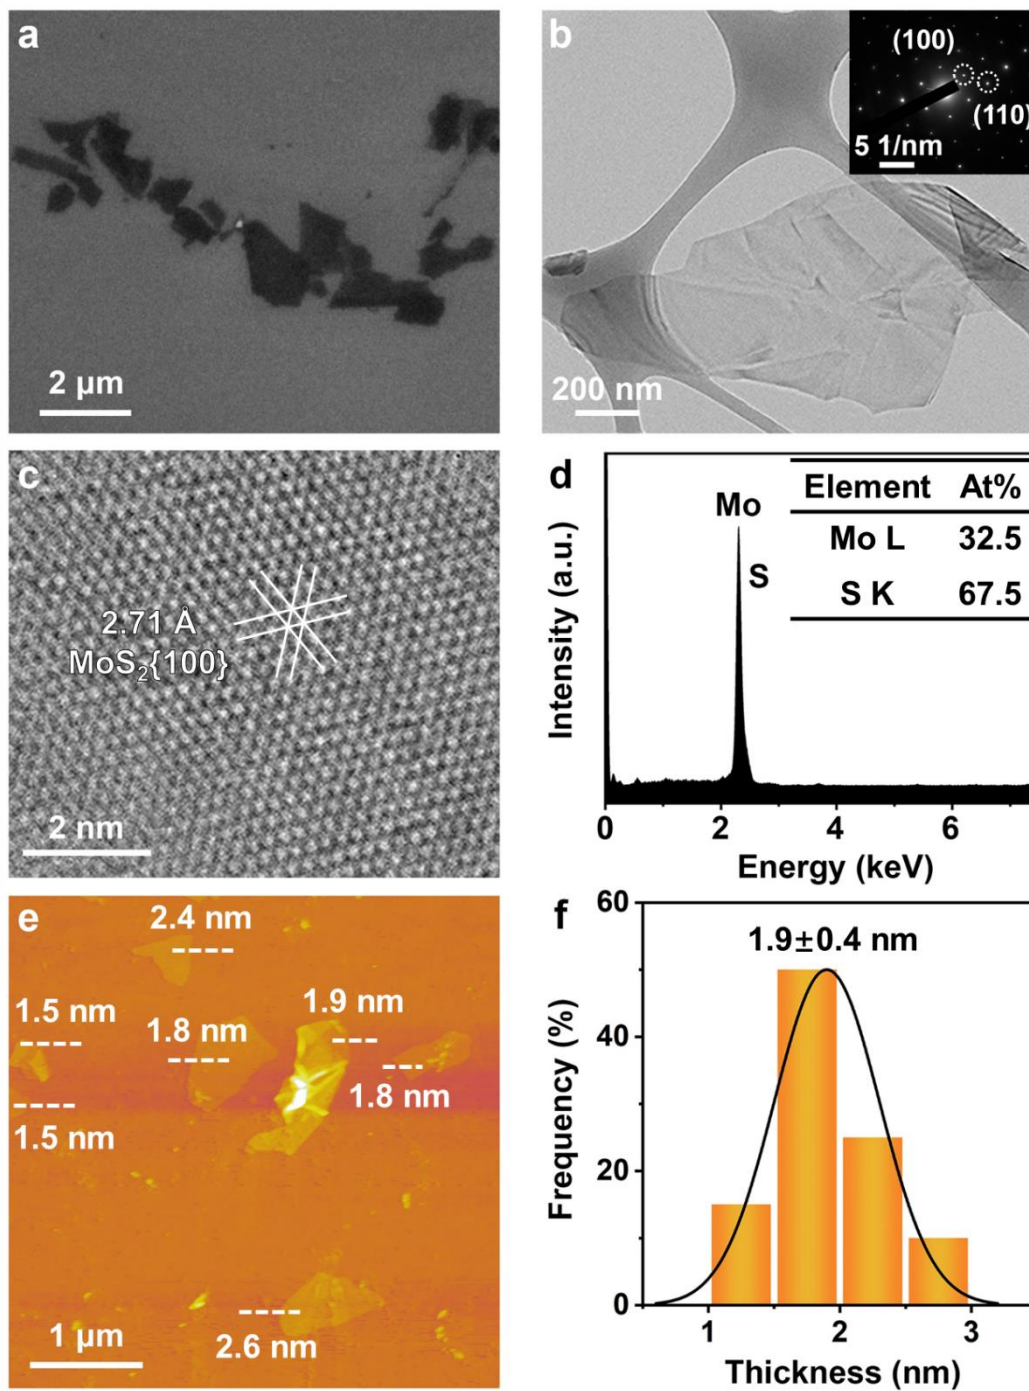 a
2 μm
b
(100)
(110)
5 1/nm
200 nm
c
2.71 Å
MoS2{100}
2 nm
d
Mo
S
Element At%
Mo L 32.5
S K 67.5
Intensity (a.u.)
0 2 4 6
Energy (keV)
e
2.4 nm
1.5 nm
1.8 nm
1.9 nm
1.8 nm
1.5 nm
2.6 nm
1 μm
f
1.9±0.4 nm
60
40
20
0
Frequency (%)
1 2 3
Thickness (nm)